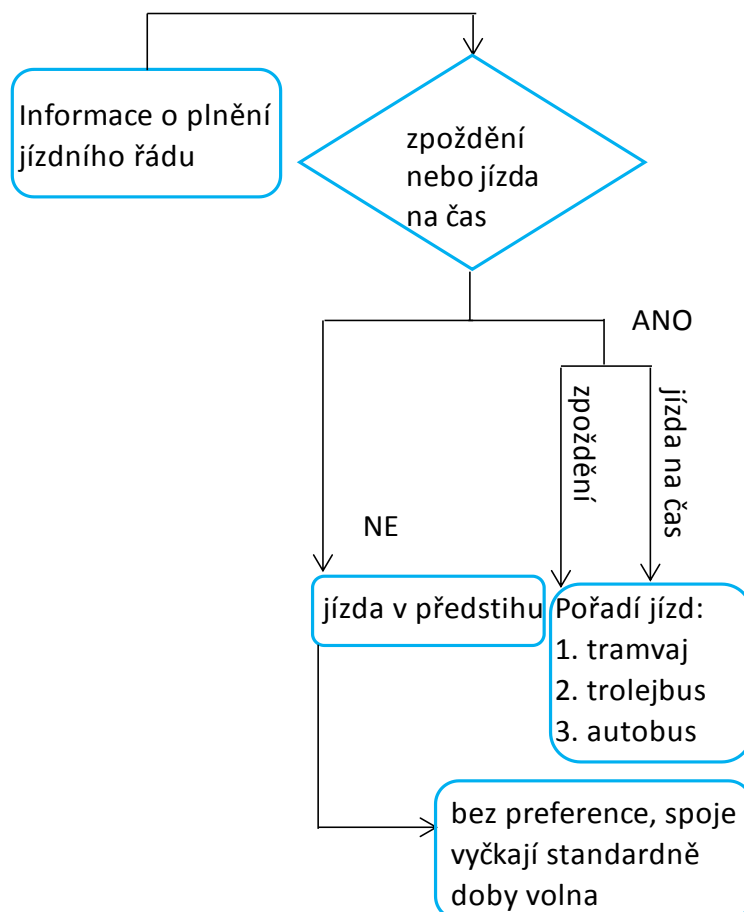 Informace o plnění
jízdního řádu
zpoždění
nebo jízda
na čas
ANO
zpoždění
jízda na čas
NE
jízda v předstihu
Pořadí jízd:
1. tramvaj
2. trolejbus
3. autobus
bez preference, spoje
vyčkají standardně
doby volna